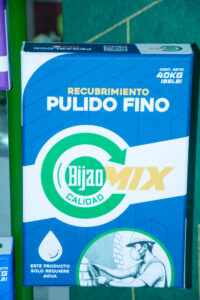 CONT. NETO
40KG
(88LB)
RECUBRIMIENTO
PULIDO FINO
Bijao MIX
CALIDAD
ESTE PRODUCTO
SOLO REQUIERE
AGUA